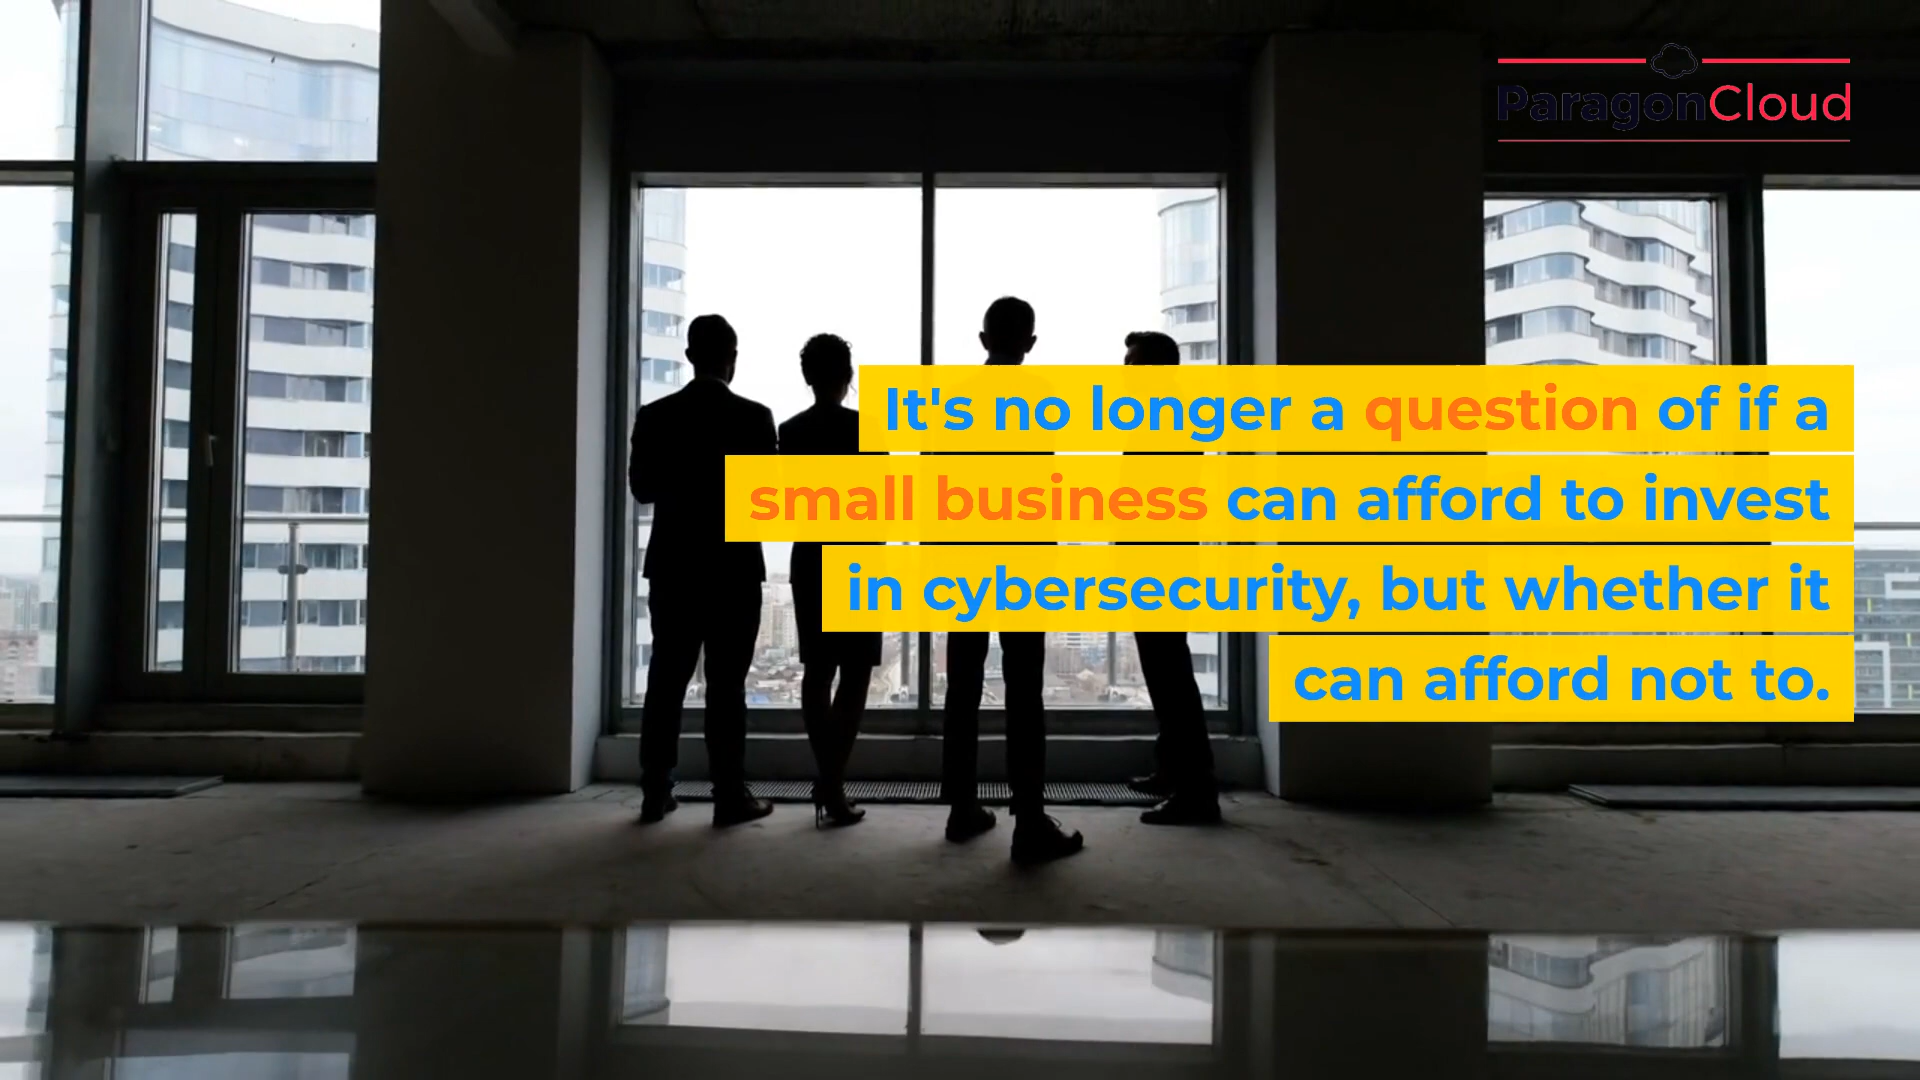 ParagonCloud
It's no longer a question of if a
small business can afford to invest
in cybersecurity, but whether it
can afford not to.